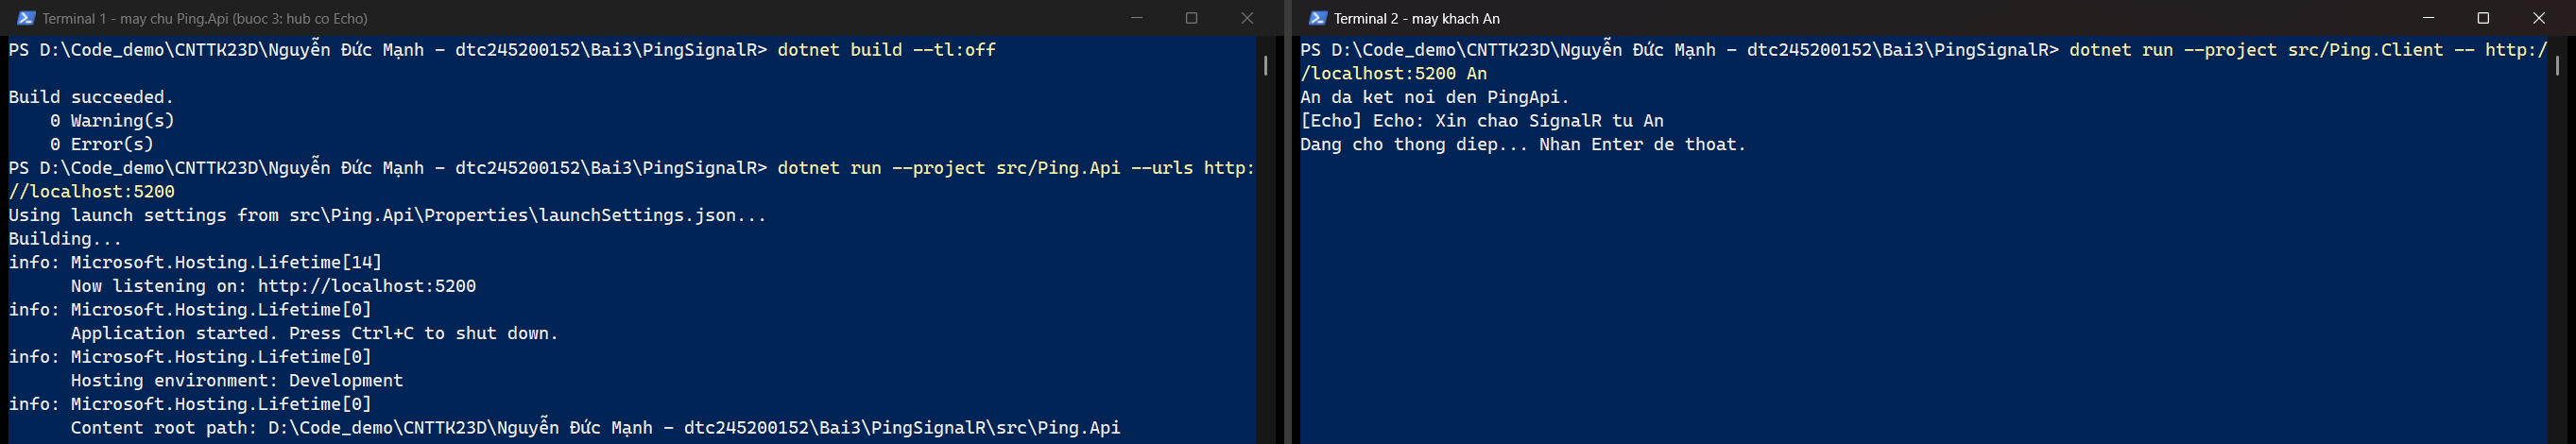 Terminal 1 - may chu Ping.Api (buoc 3: hub co Echo)
PS D:\Code_demo\CNTTK23D\Nguyễn Đức Mạnh - dtc245200152\Bai3\PingSignalR> dotnet build --tl:off
Build succeeded.
0 Warning(s)
0 Error(s)
PS D:\Code_demo\CNTTK23D\Nguyễn Đức Mạnh - dtc245200152\Bai3\PingSignalR> dotnet run --project src/Ping.Api --urls http:
//localhost:5200
Using launch settings from src\Ping.Api\Properties\launchSettings.json...
Building...
info: Microsoft.Hosting.Lifetime[14]
Now listening on: http://localhost:5200
info: Microsoft.Hosting.Lifetime[0]
Application started. Press Ctrl+C to shut down.
info: Microsoft.Hosting.Lifetime[0]
Hosting environment: Development
info: Microsoft.Hosting.Lifetime[0]
Content root path: D:\Code_demo\CNTTK23D\Nguyễn Đức Mạnh - dtc245200152\Bai3\PingSignalR\src\Ping.Api
Terminal 2 - may khach An
PS D:\Code_demo\CNTTK23D\Nguyễn Đức Mạnh - dtc245200152\Bai3\PingSignalR> dotnet run --project src/Ping.Client -- http:/
/localhost:5200 An
An da ket noi den PingApi.
[Echo] Echo: Xin chao SignalR tu An
Dang cho thong diep... Nhan Enter de thoat.